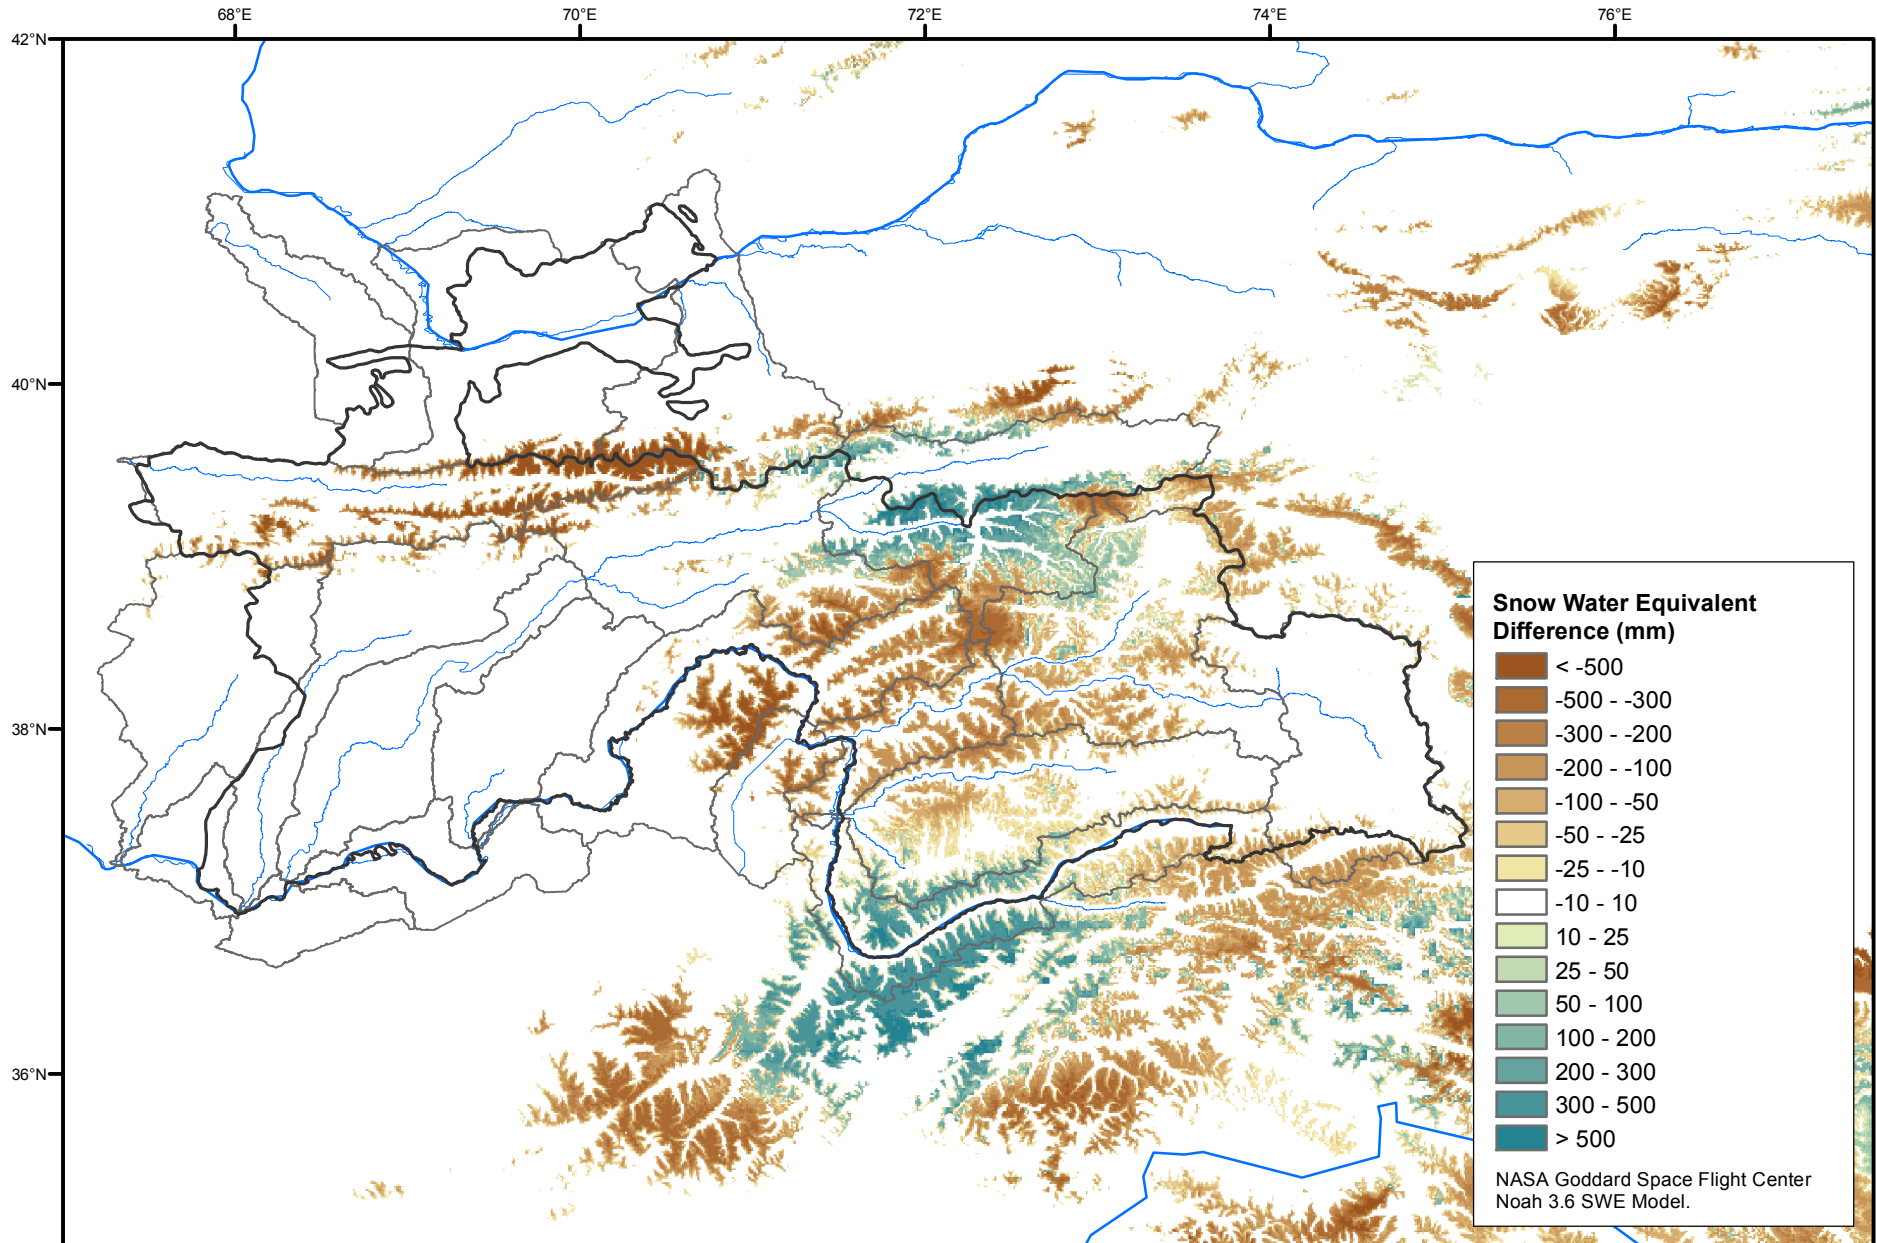 68°E 70°E 72°E 74°E 76°E
42°N
40°N
38°N
36°N
Snow Water Equivalent
Difference (mm)
< -500
-500 - -300
-300 - -200
-200 - -100
-100 - -50
-50 - -25
-25 - -10
-10 - 10
10 - 25
25 - 50
50 - 100
100 - 200
200 - 300
300 - 500
> 500
NASA Goddard Space Flight Center
Noah 3.6 SWE Model.